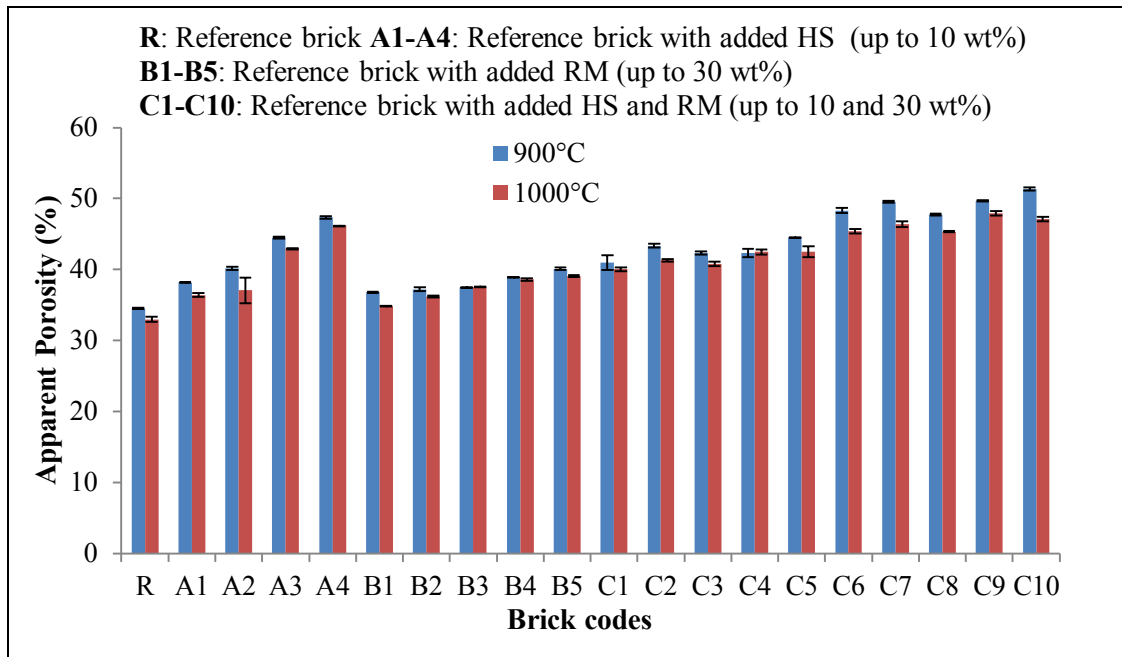 R: Reference brick A1-A4: Reference brick with added HS (up to 10 wt%)
B1-B5: Reference brick with added RM (up to 30 wt%)
C1-C10: Reference brick with added HS and RM (up to 10 and 30 wt%)
900°C
1000°C
Apparent Porosity (%)
60
50
40
30
20
10
0
R A1 A2 A3 A4 B1 B2 B3 B4 B5 C1 C2 C3 C4 C5 C6 C7 C8 C9 C10
Brick codes